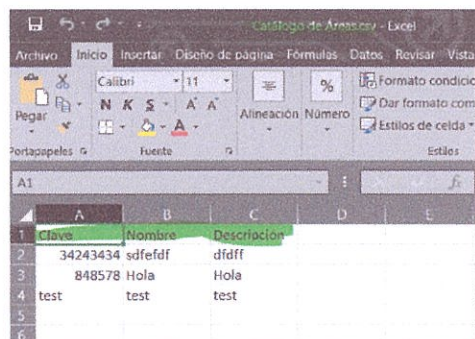 Catálogo de Áreas.csv - Excel
Archivo Inicio Insertar Diseño de página Fórmulas Datos Revisar Vista
Pegar
Calibri 11 A A
N K S A
Alineación Número
%
Formato condicio
Dar formato com
Estilos de celda
Portapapeles Fuente Estilos
A1 fx
A B C D E
1 Clave Nombre Descripción
2 34243434 sdfefdf dfdff
3 848578 Hola Hola
4 test test test
5
6